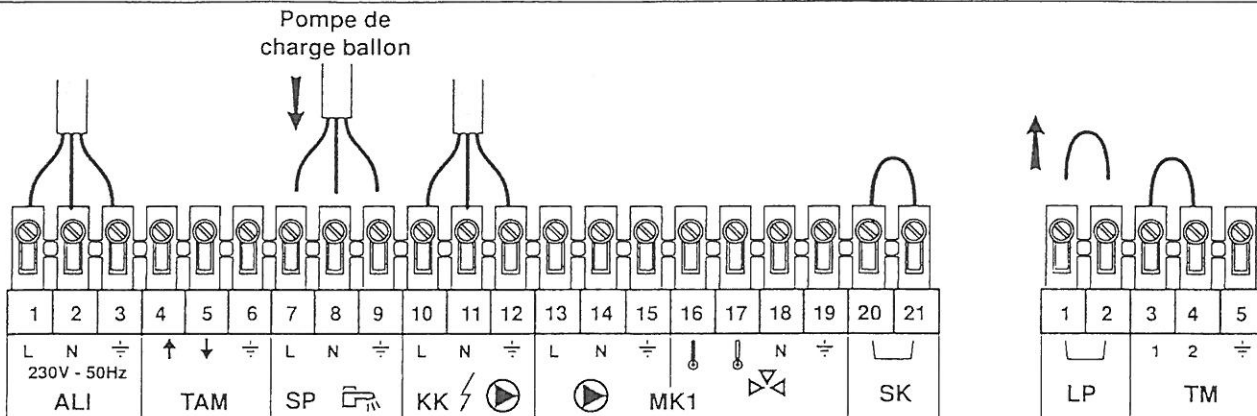 Pompe de
charge ballon
1 2 3 4 5 6 7 8 9 10 11 12 13 14 15 16 17 18 19 20 21
L N L N L N L N N
230V - 50Hz
ALI TAM SP KK MK1 SK
1 2 3 4 5
1 2
LP TM